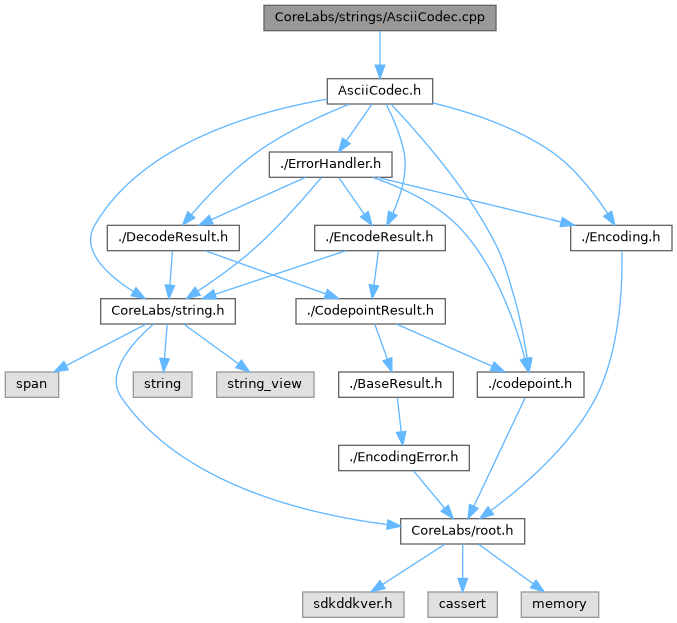 CoreLabs/strings/AsciiCodec.cpp
AsciiCodec.h
./ErrorHandler.h
./DecodeResult.h
./EncodeResult.h
./Encoding.h
CoreLabs/string.h
./CodepointResult.h
span
string
string_view
./BaseResult.h
./codepoint.h
./EncodingError.h
CoreLabs/root.h
sdkddkver.h
cassert
memory